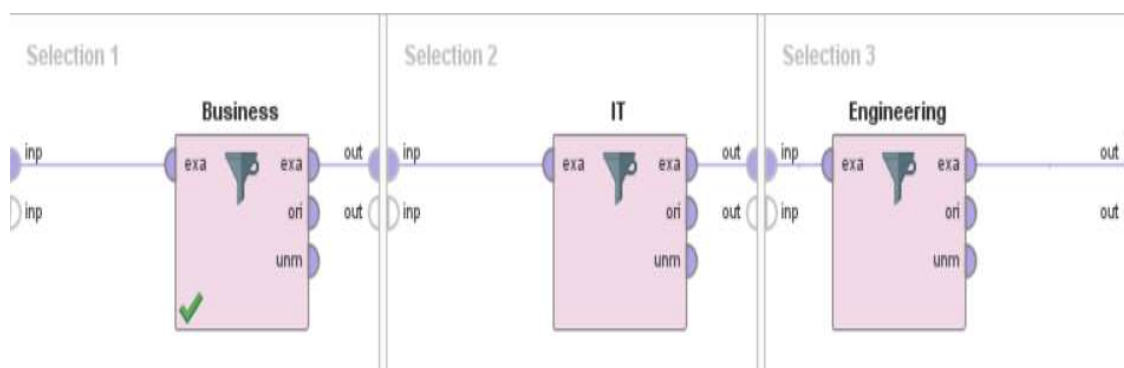 Selection 1
Business
inp
exa
exa
out
inp
ori
out
unm
Selection 2
IT
inp
exa
exa
out
inp
ori
out
unm
Selection 3
Engineering
inp
exa
exa
out
inp
ori
out
unm